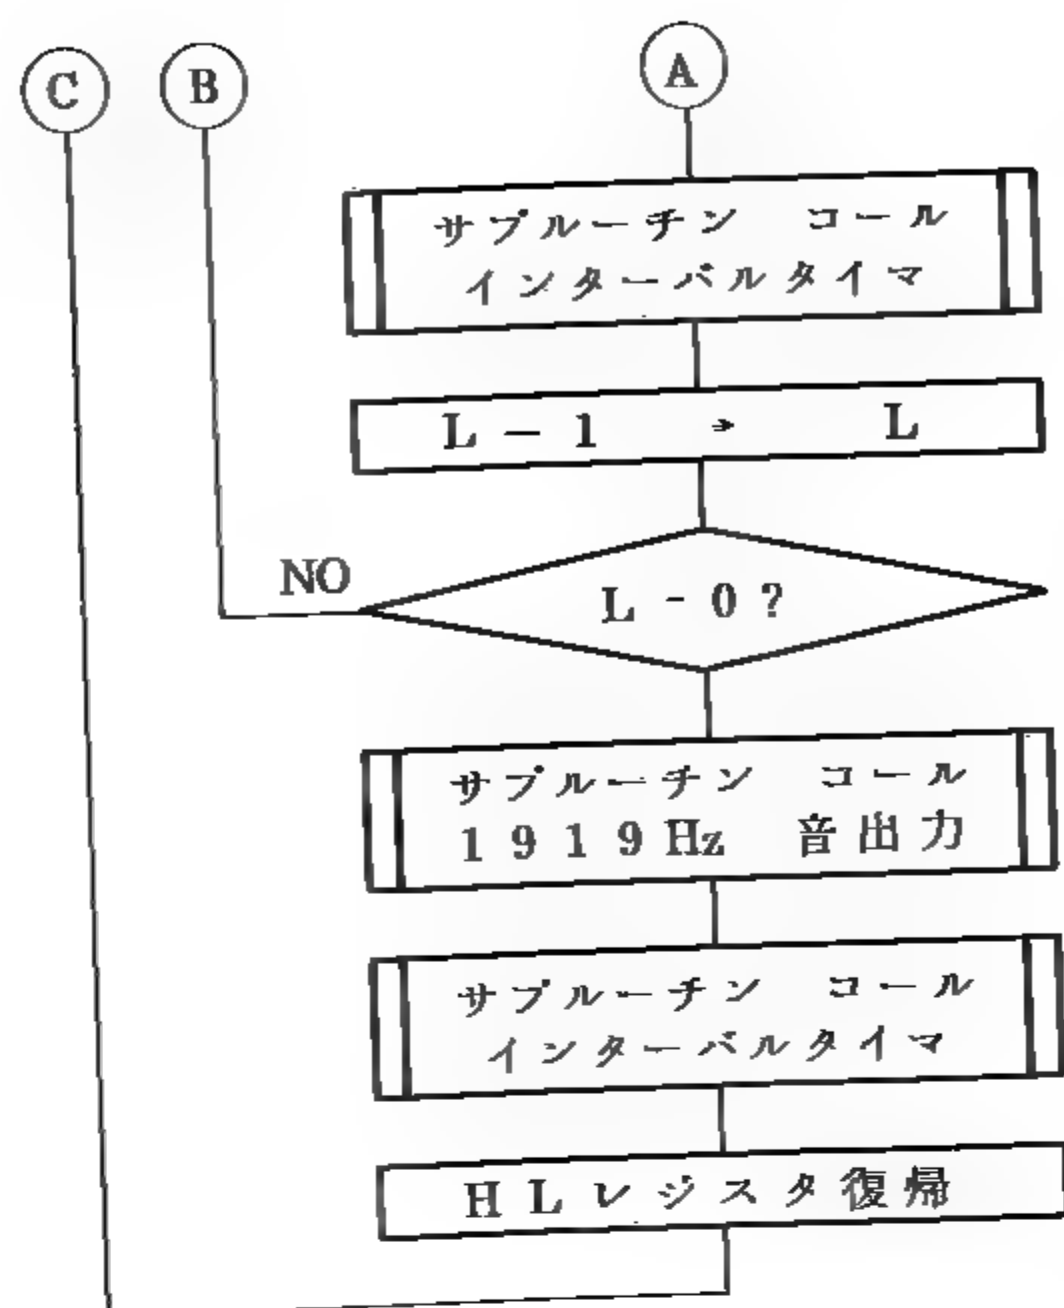 C B A
サブルーチン コール
インターバルタイマ
L-1 → L
NO
L-0?
サブルーチン コール
1919Hz 音出力
サブルーチン コール
インターバルタイマ
HLレジスタ復帰